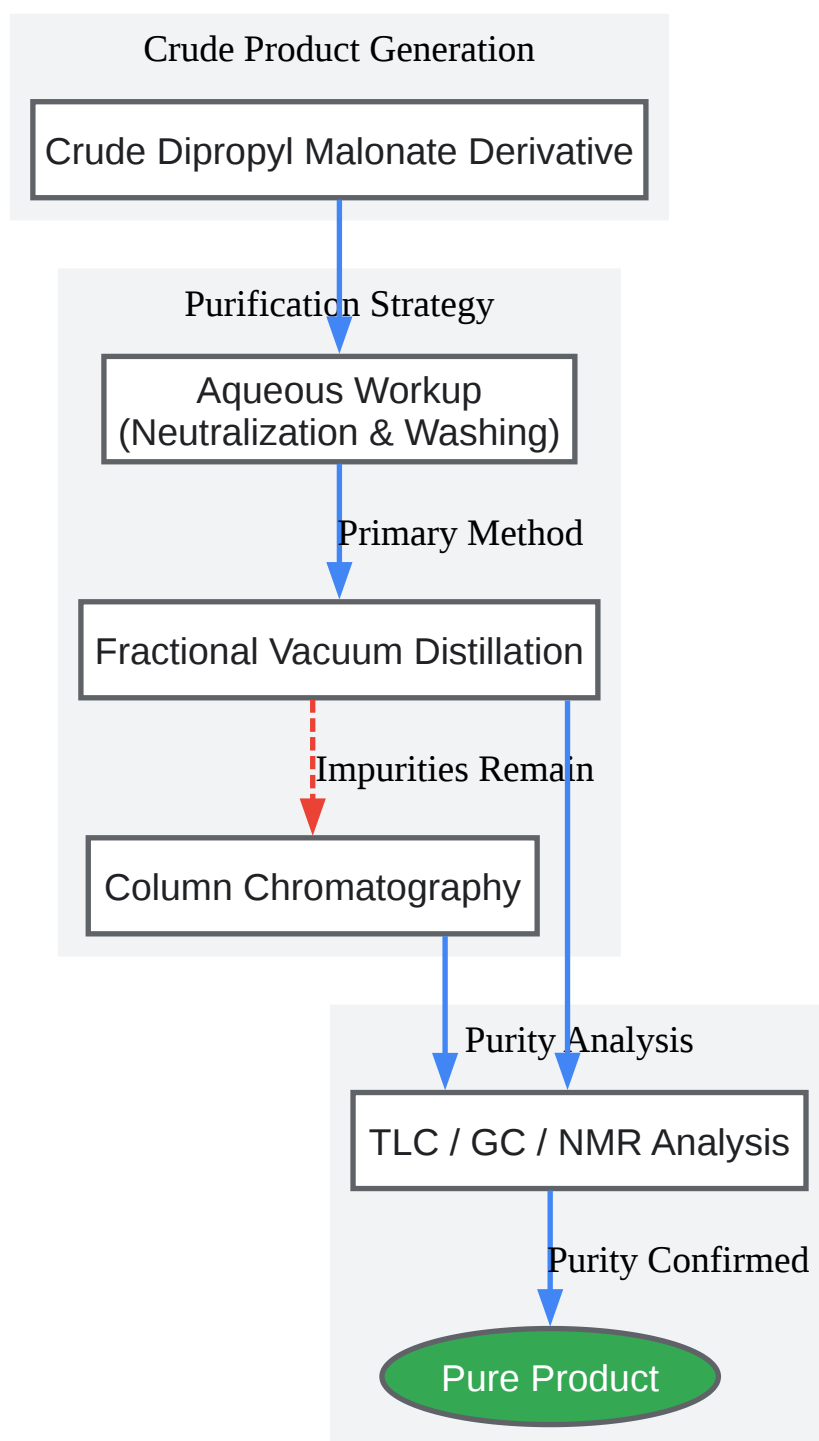 Crude Product Generation
Crude Dipropyl Malonate Derivative
Purification Strategy
Aqueous Workup
(Neutralization & Washing)
Primary Method
Fractional Vacuum Distillation
Impurities Remain
Column Chromatography
Purity Analysis
TLC / GC / NMR Analysis
Purity Confirmed
Pure Product